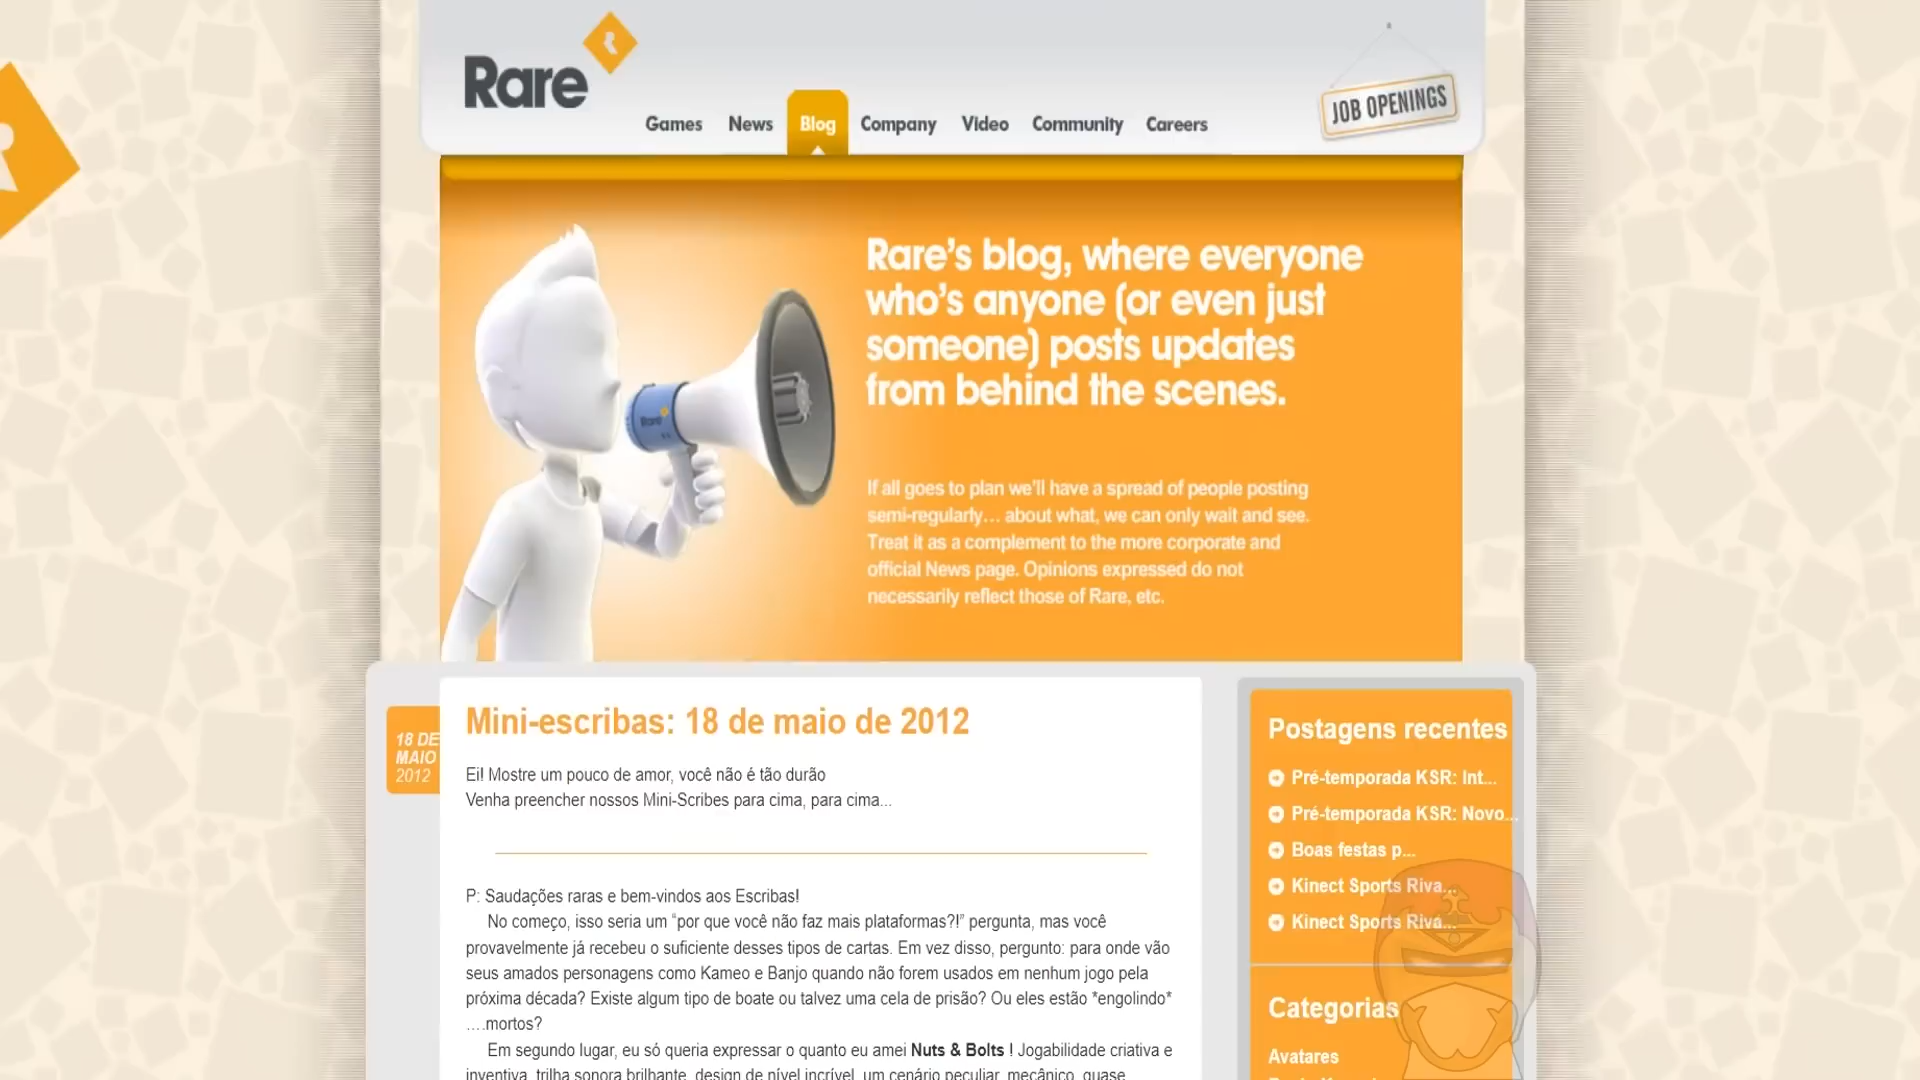 Rare
Games News Blog Company Video Community Careers
JOB OPENINGS
Rare's blog, where everyone
who's anyone (or even just
someone) posts updates
from behind the scenes.
Rare
If all goes to plan we'll have a spread of people posting
semi-regularly… about what, we can only wait and see.
Treat it as a complement to the more corporate and
official News page. Opinions expressed do not
necessarily reflect those of Rare, etc.
18 DE
MAIO
2012
Mini-escribas: 18 de maio de 2012
Ei! Mostre um pouco de amor, você não é tão durão
Venha preencher nossos Mini-Scribes para cima, para cima...
P: Saudações raras e bem-vindos aos Escribas!
No começo, isso seria um “por que você não faz mais plataformas?!” pergunta, mas você
provavelmente já recebeu o suficiente desses tipos de cartas. Em vez disso, pergunto: para onde vão
seus amados personagens como Kameo e Banjo quando não forem usados em nenhum jogo pela
próxima década? Existe algum tipo de boate ou talvez uma cela de prisão? Ou eles estão *engolindo*
….mortos?
Em segundo lugar, eu só queria expressar o quanto eu amei Nuts & Bolts ! Jogabilidade criativa e
inventiva, trilha sonora brilhante, design de nível incrível, um cenário peculiar, mecânico, quase
Postagens recentes
Pré-temporada KSR: Int...
Pré-temporada KSR: Novo...
Boas festas p...
Kinect Sports Riva...
Kinect Sports Riva...
Categorias
Avatares